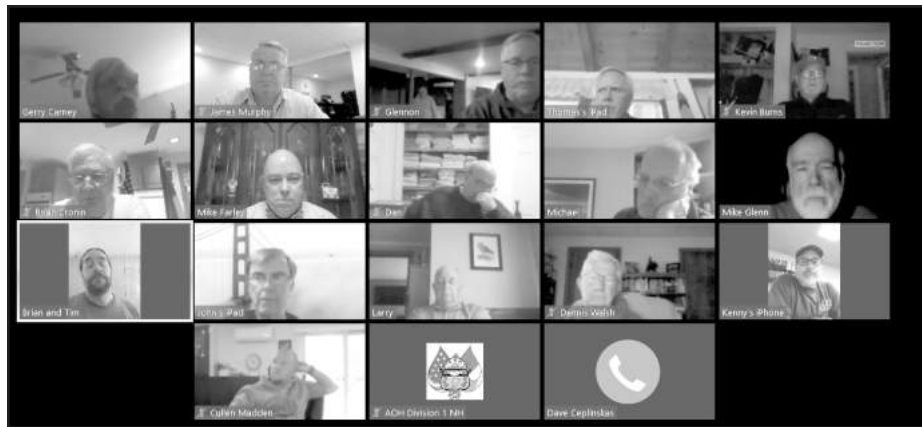 Gerry Carney
James Murphy
Glennon
Thomas's iPad
Kevin Burns
Brian Cronin
Mike Farley
Dan
Michael
Mike Glenn
Brian and Tim
John's iPad
Larry
Dennis Walsh
Kenny's iPhone
Cullen Madden
AOH Division 1 NH
Dave Ceplinskas